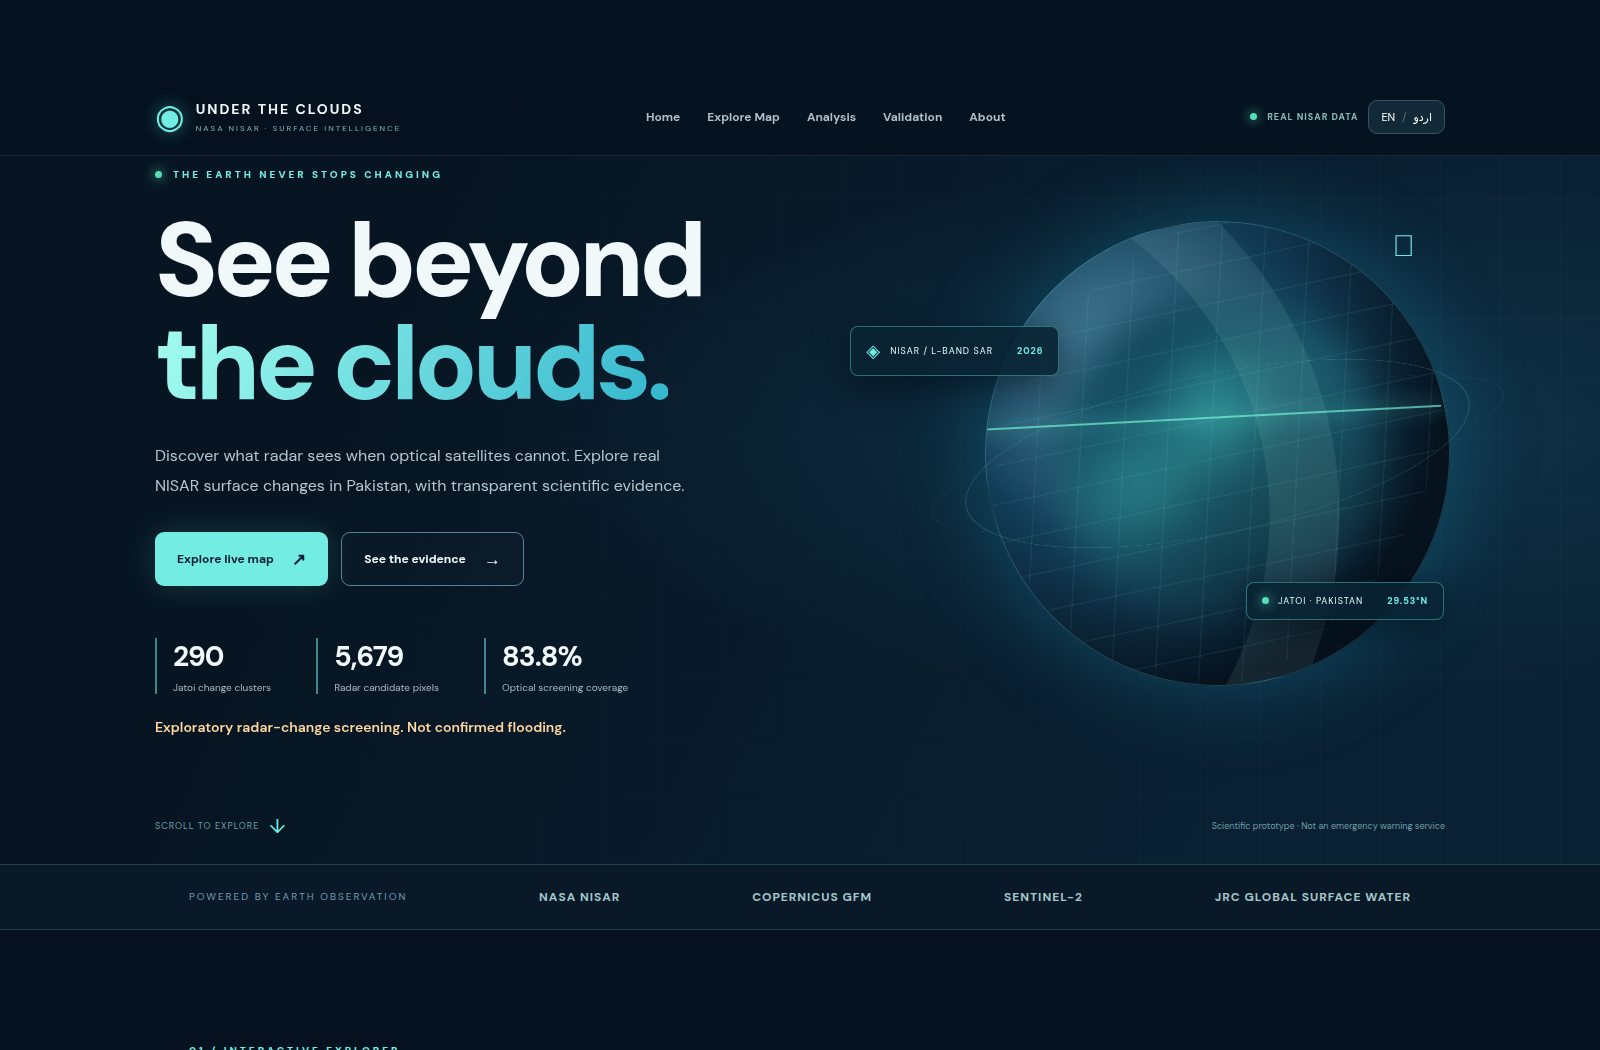 UNDER THE CLOUDS
NASA NISAR · SURFACE INTELLIGENCE
Home
Explore Map
Analysis
Validation
About
REAL NISAR DATA
EN / اردو
THE EARTH NEVER STOPS CHANGING
See beyond
the clouds.
Discover what radar sees when optical satellites cannot. Explore real
NISAR surface changes in Pakistan, with transparent scientific evidence.
Explore live map ↗
See the evidence →
290
Jatoi change clusters
5,679
Radar candidate pixels
83.8%
Optical screening coverage
Exploratory radar-change screening. Not confirmed flooding.
◈ NISAR / L-BAND SAR 2026
JATOI · PAKISTAN 29.53°N
SCROLL TO EXPLORE ↓
Scientific prototype · Not an emergency warning service
POWERED BY EARTH OBSERVATION
NASA NISAR
COPERNICUS GFM
SENTINEL-2
JRC GLOBAL SURFACE WATER
01 / INTERACTIVE EXPLORER